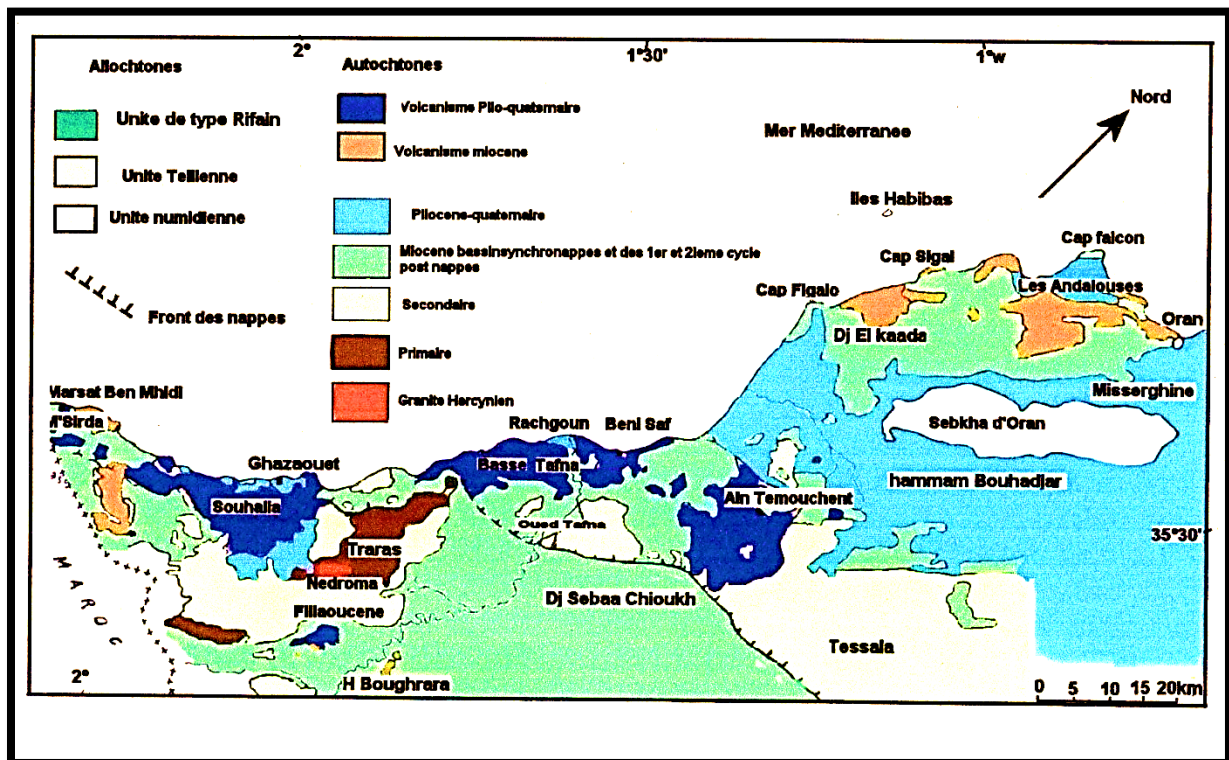 2°
1°30'
1°w
Allochtones
Autochtones
Unite de type Rifain
Unite Tellienne
Unite numidienne
Front des nappes
Volcanisme Plio-quaternaire
Volcanisme miocene
Pliocene-quaternaire
Miocene bassinsynchronappes et des 1er et 2ieme cycle
post nappes
Secondaire
Primaire
Granite Hercynien
Nord
Mer Mediterranee
Iles Habibas
Cap falcon
Cap Sigal
Cap Figalo
Les Andalouses
Oran
Dj El kaada
Misserghine
Sebkha d'Oran
Marsat Ben Mhidi
M'Sirda
Rachgoun
Beni Saf
Ghazaouet
Basse Tafna
hammam Bouhadjar
Souhalia
Ain Temouchent
Oued Tafna
35°30'
Traras
Nedroma
Dj Sebaa Chioukh
Fillaoucene
MAROC
Tessala
2°
H Boughrara
0 5 10 15 20km